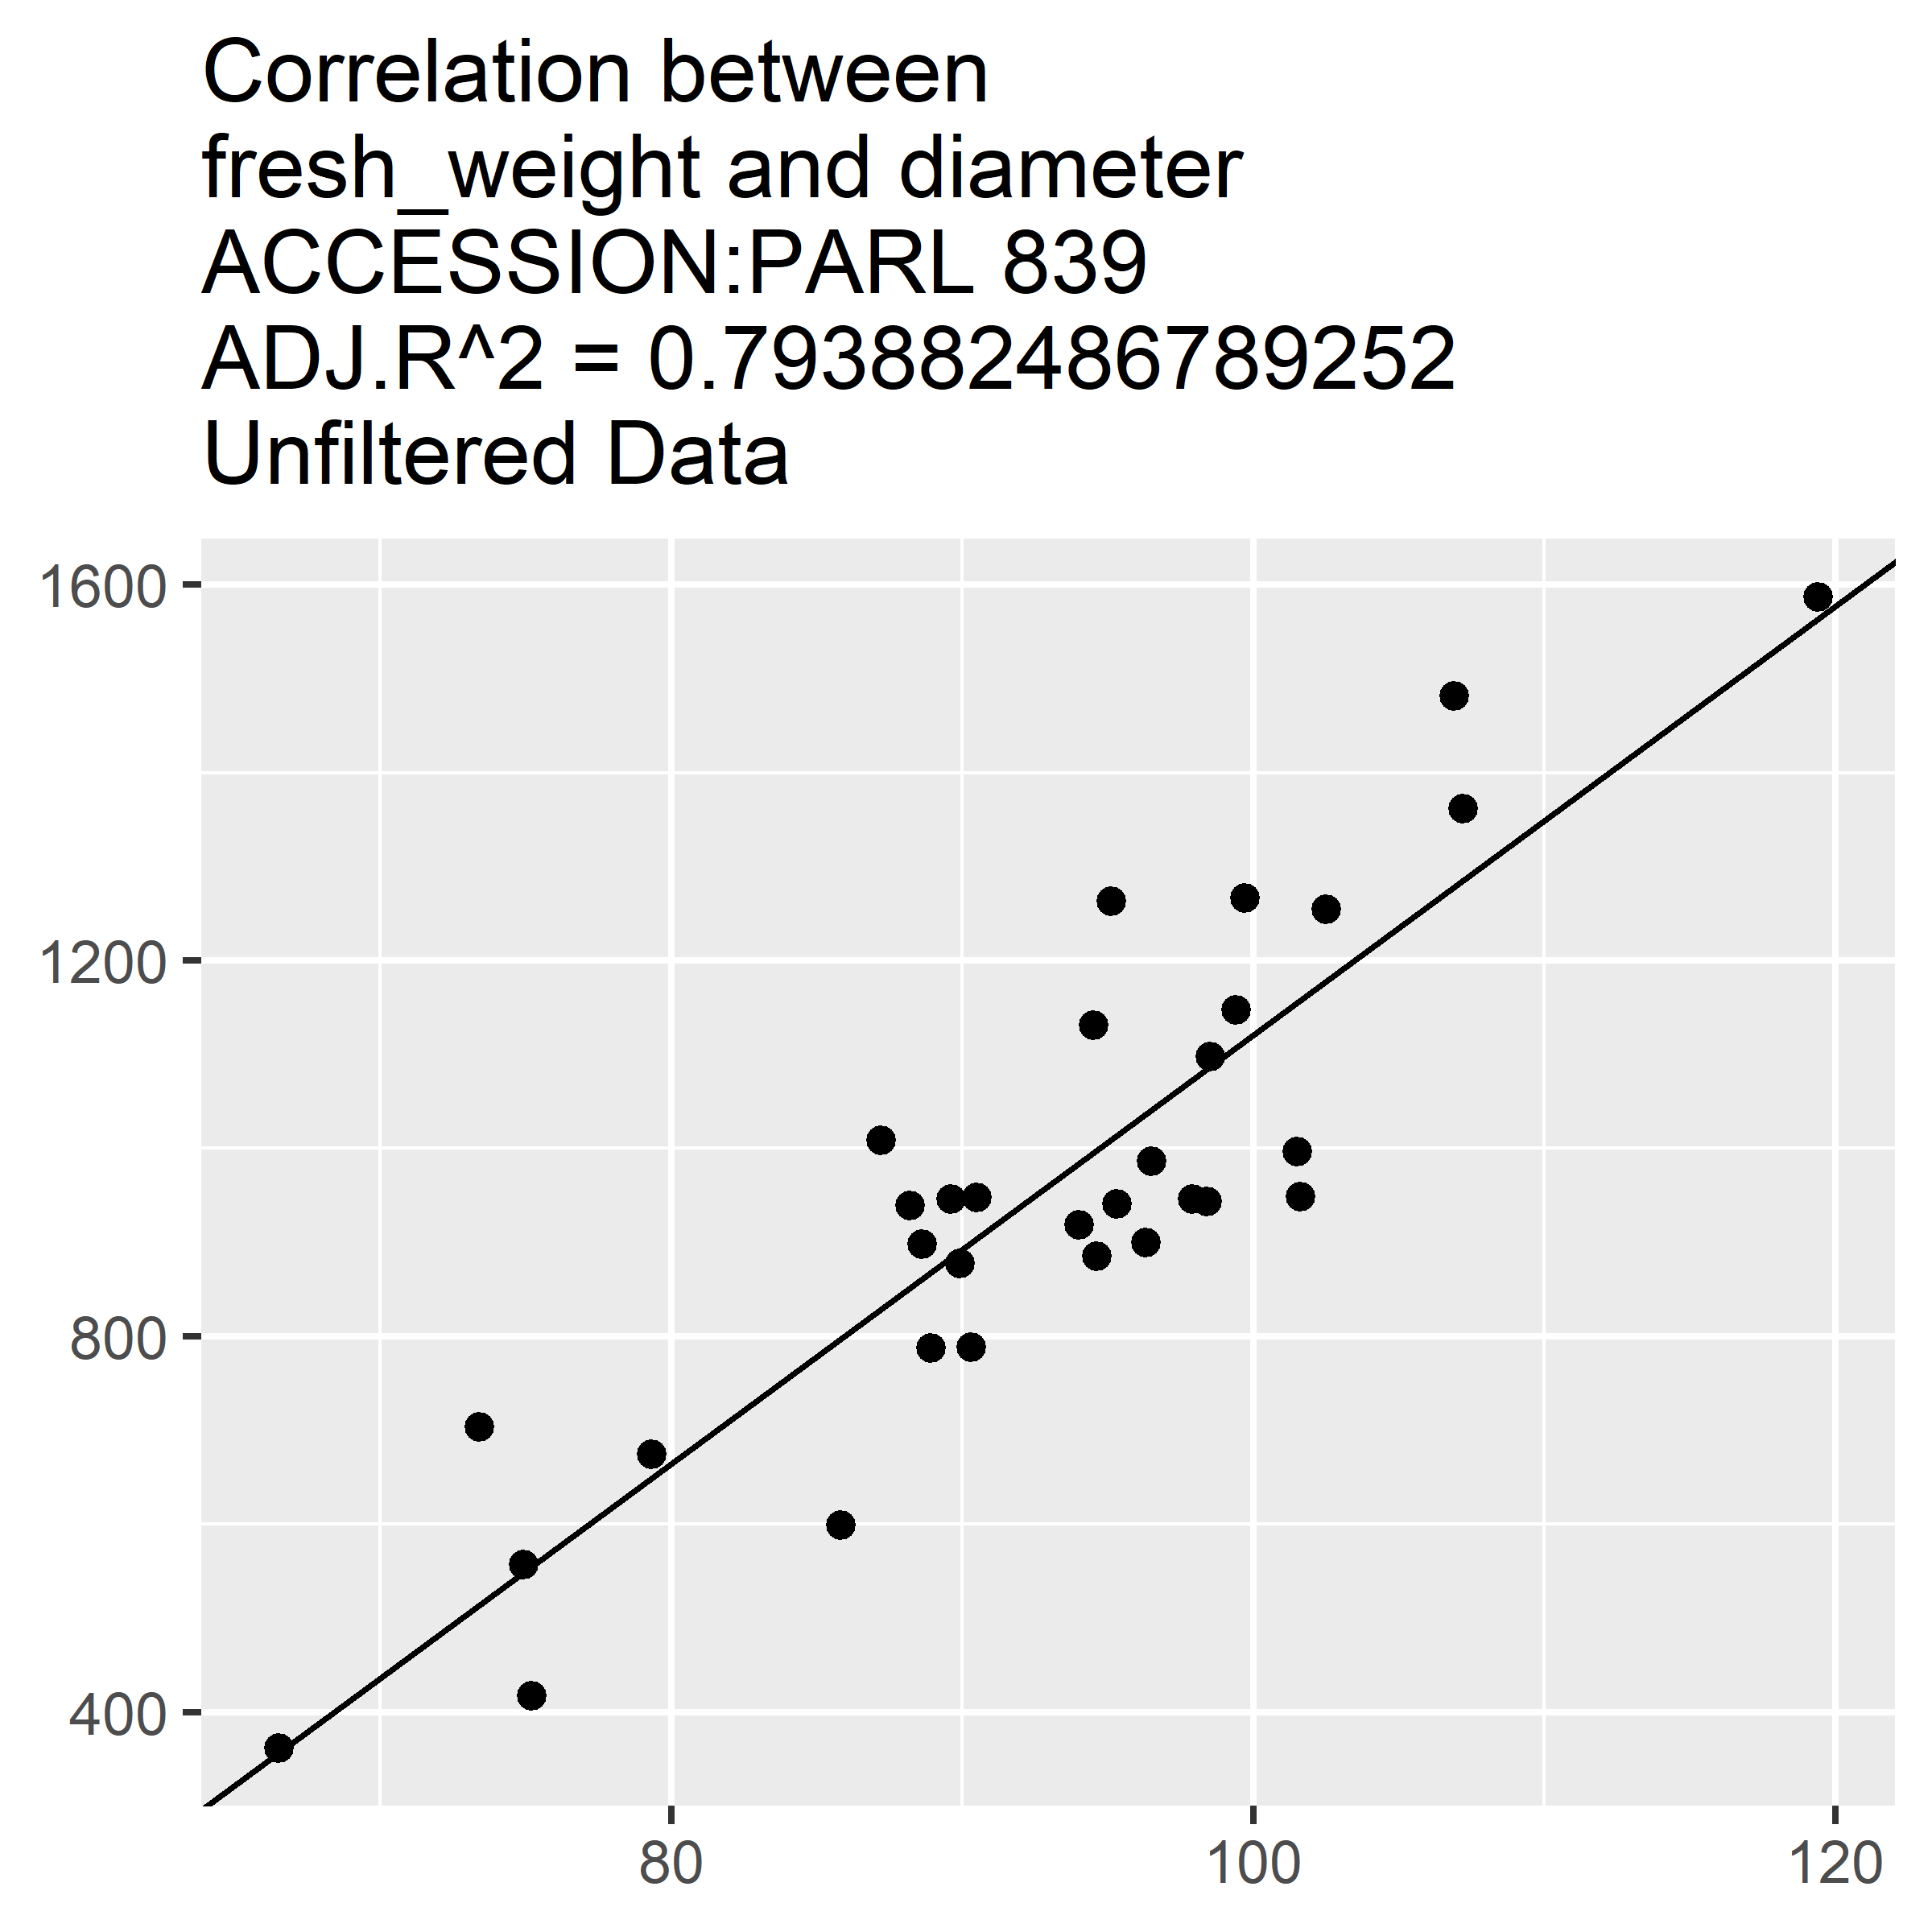 Correlation between
fresh_weight and diameter
ACCESSION:PARL 839
ADJ.R^2 = 0.793882486789252
Unfiltered Data
1600
1200
800
400
80
100
120